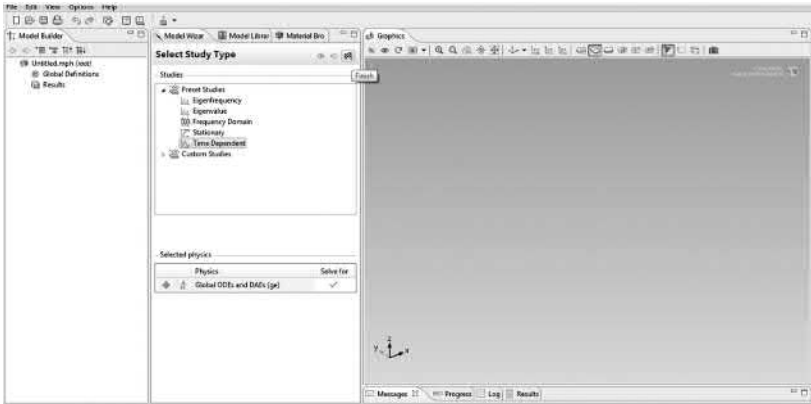 File Edit View Options Help
Model Builder
Untitled.mph (root)
Global Definitions
Results
Model Wizar
Model Librar
Material Bro
Select Study Type
Finish
Studies
Preset Studies
Eigenfrequency
Eigenvalue
Frequency Domain
Stationary
Time Dependent
Custom Studies
Selected physics
Physics Solve for
Global ODEs and DAEs (ge)
Graphics
z
y
x
Messages
Progress
Log
Results